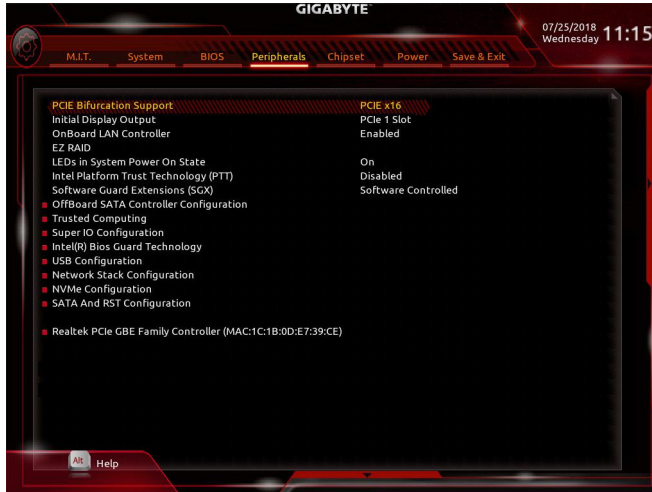 GIGABYTE
07/25/2018
Wednesday 11:15
M.I.T. System BIOS Peripherals Chipset Power Save & Exit
PCIE Bifurcation Support PCIE x16
Initial Display Output PCIe 1 Slot
OnBoard LAN Controller Enabled
EZ RAID
LEDs in System Power On State On
Intel Platform Trust Technology (PTT) Disabled
Software Guard Extensions (SGX) Software Controlled
OffBoard SATA Controller Configuration
Trusted Computing
Super IO Configuration
Intel(R) Bios Guard Technology
USB Configuration
Network Stack Configuration
NVMe Configuration
SATA And RST Configuration
Realtek PCIe GBE Family Controller (MAC:1C:1B:0D:E7:39:CE)
Alt Help